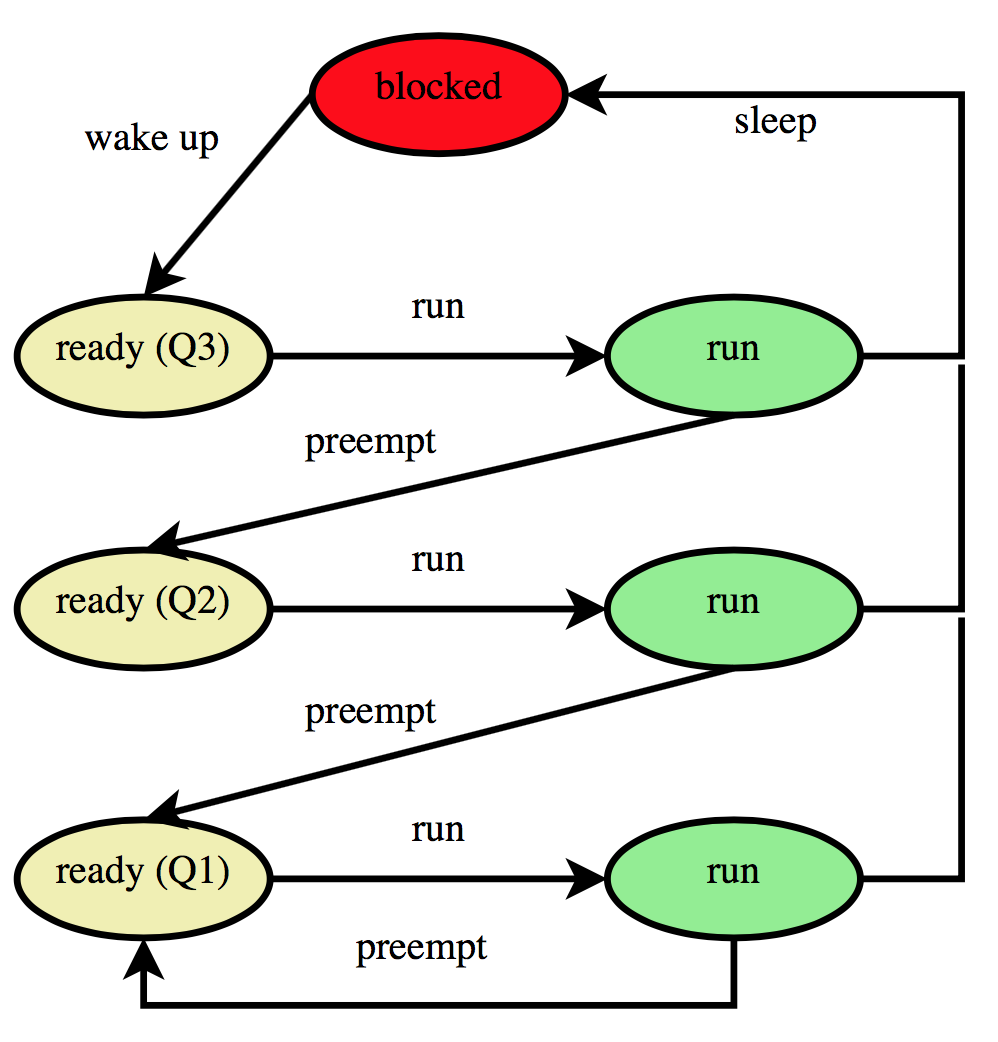 blocked
wake up
sleep
run
ready (Q3)
run
preempt
run
ready (Q2)
run
preempt
run
ready (Q1)
run
preempt